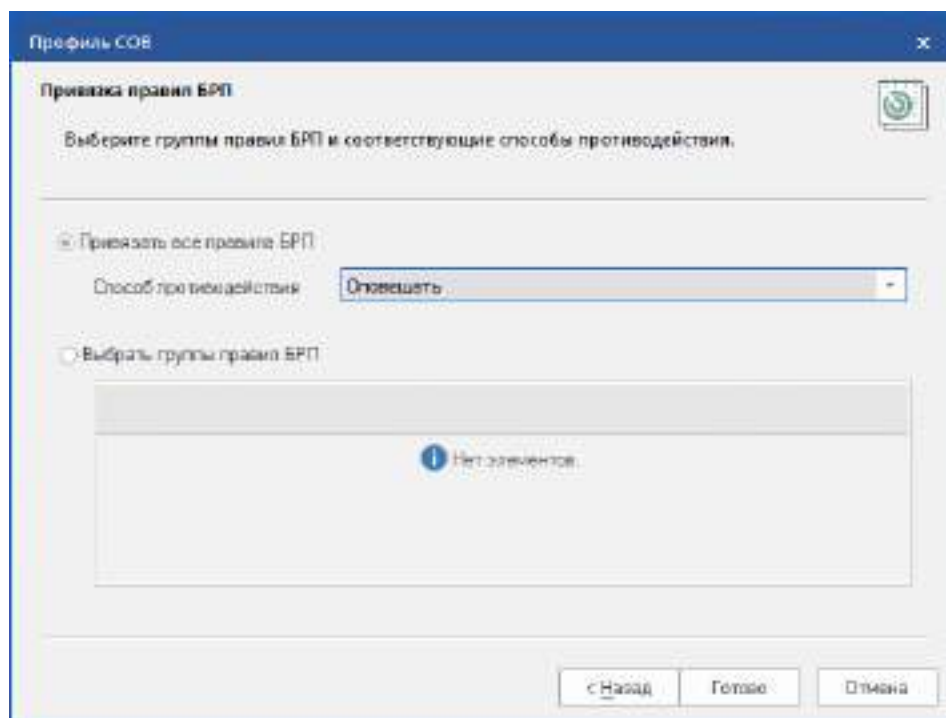 Профиль СОВ
Привязка правил БРП
Выберите группы правил БРП и соответствующие способы противодействия.
Привязать все правила БРП
Способ противодействия
Оповещать
Выбрать группы правил БРП
Нет элементов.
< Назад
Готово
Отмена